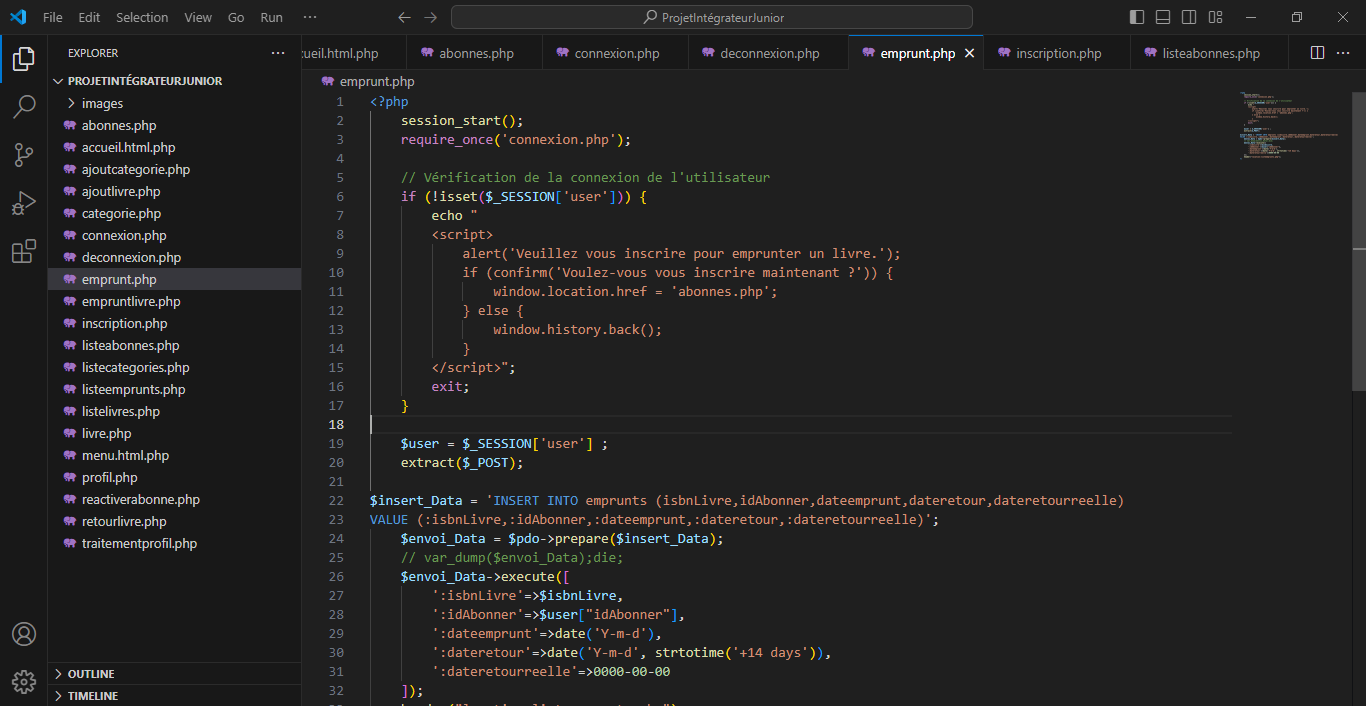 File Edit Selection View Go Run ··· ← → ProjetIntégrateurJunior
EXPLORER ···
cueil.html.php abonnes.php connexion.php deconnexion.php emprunt.php inscription.php listeabonnes.php ···
PROJETINTÉGRATEURJUNIOR
images
abonnes.php
accueil.html.php
ajoutcategorie.php
ajoutlivre.php
categorie.php
connexion.php
deconnexion.php
emprunt.php
empruntlivre.php
inscription.php
listeabonnes.php
listecategories.php
listeemprunts.php
listelivres.php
livre.php
menu.html.php
profil.php
reactiverabonne.php
retourlivre.php
traitementprofil.php
OUTLINE
TIMELINE
emprunt.php
1 <?php
2 session_start();
3 require_once('connexion.php');
4
5 // Vérification de la connexion de l'utilisateur
6 if (!isset($_SESSION['user'])) {
7 echo "
8 <script>
9 alert('Veuillez vous inscrire pour emprunter un livre.');
10 if (confirm('Voulez-vous vous inscrire maintenant ?')) {
11 window.location.href = 'abonnes.php';
12 } else {
13 window.history.back();
14 }
15 </script>";
16 exit;
17 }
18
19 $user = $_SESSION['user'] ;
20 extract($_POST);
21
22 $insert_Data = 'INSERT INTO emprunts (isbnLivre,idAbonner,dateemprunt,dateretour,dateretourreelle)
23 VALUE (:isbnLivre,:idAbonner,:dateemprunt,:dateretour,:dateretourreelle)';
24 $envoi_Data = $pdo->prepare($insert_Data);
25 // var_dump($envoi_Data);die;
26 $envoi_Data->execute([
27 ':isbnLivre'=>$isbnLivre,
28 ':idAbonner'=>$user["idAbonner"],
29 ':dateemprunt'=>date('Y-m-d'),
30 ':dateretour'=>date('Y-m-d', strtotime('+14 days')),
31 ':dateretourreelle'=>0000-00-00
32 ]);